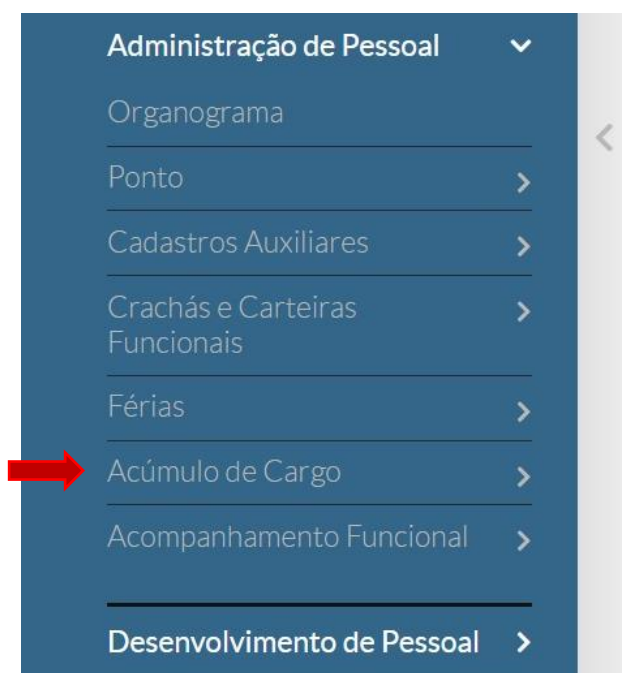 Administração de Pessoal
Organograma
Ponto
Cadastros Auxiliares
Crachás e Carteiras
Funcionais
Férias
Acúmulo de Cargo
Acompanhamento Funcional
Desenvolvimento de Pessoal